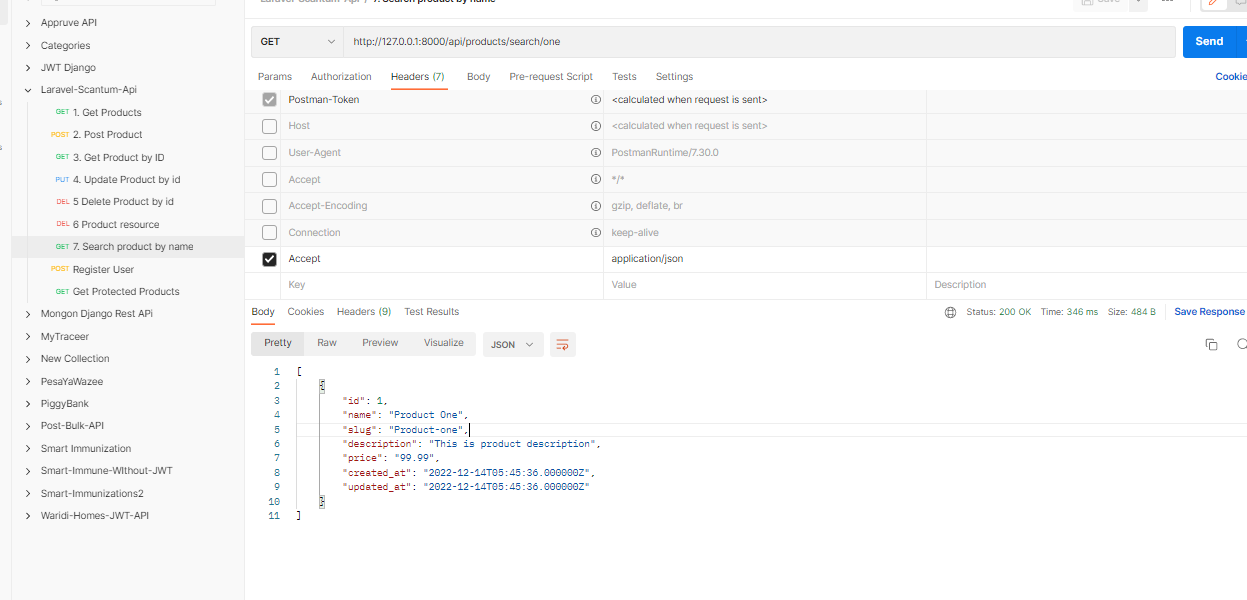 Laravel-Scantum-Api / 7. Search product by name
Save
Appruve API
Categories
JWT Django
Laravel-Scantum-Api
GET 1. Get Products
POST 2. Post Product
GET 3. Get Product by ID
PUT 4. Update Product by id
DEL 5 Delete Product by id
DEL 6 Product resource
GET 7. Search product by name
POST Register User
GET Get Protected Products
Mongon Django Rest APi
MyTraceer
New Collection
PesaYaWazee
PiggyBank
Post-Bulk-API
Smart Immunization
Smart-Immune-WIthout-JWT
Smart-Immunizations2
Waridi-Homes-JWT-API
GET http://127.0.0.1:8000/api/products/search/one Send
Params Authorization Headers (7) Body Pre-request Script Tests Settings Cookie
Postman-Token <calculated when request is sent>
Host <calculated when request is sent>
User-Agent PostmanRuntime/7.30.0
Accept */*
Accept-Encoding gzip, deflate, br
Connection keep-alive
Accept application/json
Key Value Description
Body Cookies Headers (9) Test Results Status: 200 OK Time: 346 ms Size: 484 B Save Response
Pretty Raw Preview Visualize JSON
1 [
2 {
3 "id": 1,
4 "name": "Product One",
5 "slug": "Product-one",
6 "description": "This is product description",
7 "price": "99.99",
8 "created_at": "2022-12-14T05:45:36.000000Z",
9 "updated_at": "2022-12-14T05:45:36.000000Z"
10 }
11 ]